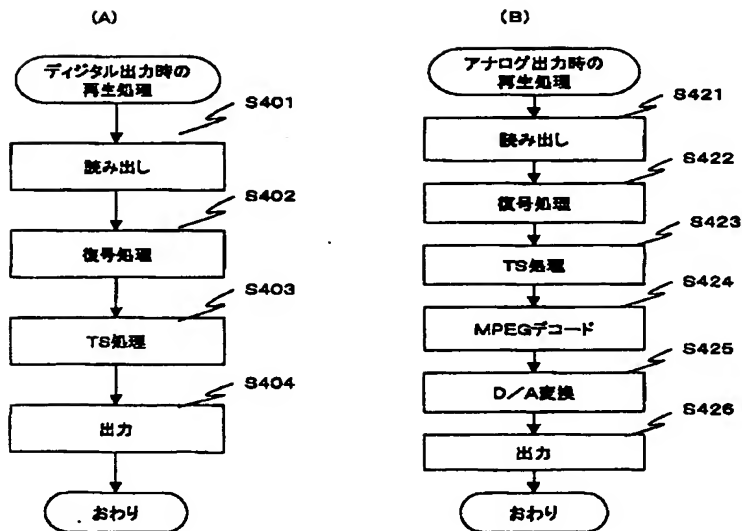 (A)
ディジタル出力時の
再生処理
S401
読み出し
S402
復号処理
S403
TS処理
S404
出力
おわり
(B)
アナログ出力時の
再生処理
S421
読み出し
S422
復号処理
S423
TS処理
S424
MPEGデコード
S425
D/A変換
S426
出力
おわり